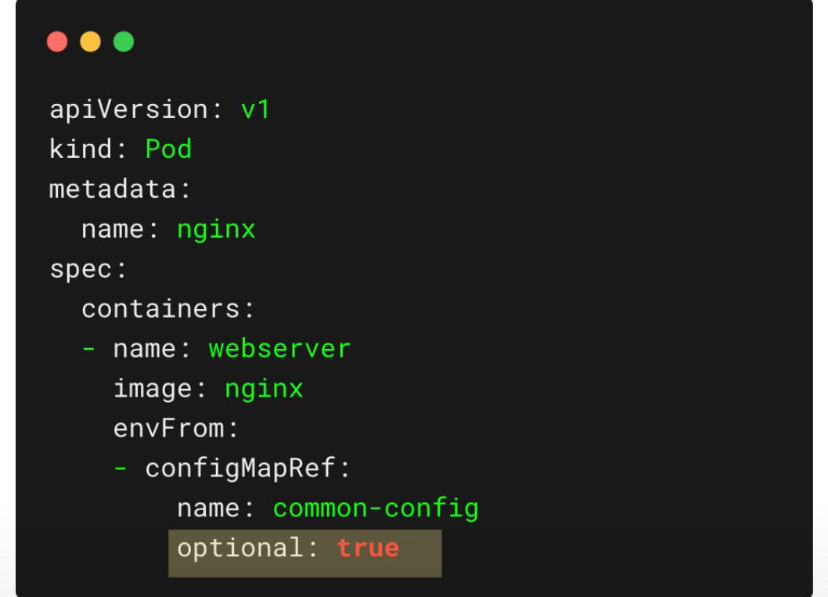 apiVersion: v1
kind: Pod
metadata:
  name: nginx
spec:
  containers:
  - name: webserver
    image: nginx
    envFrom:
    - configMapRef:
        name: common-config
        optional: true